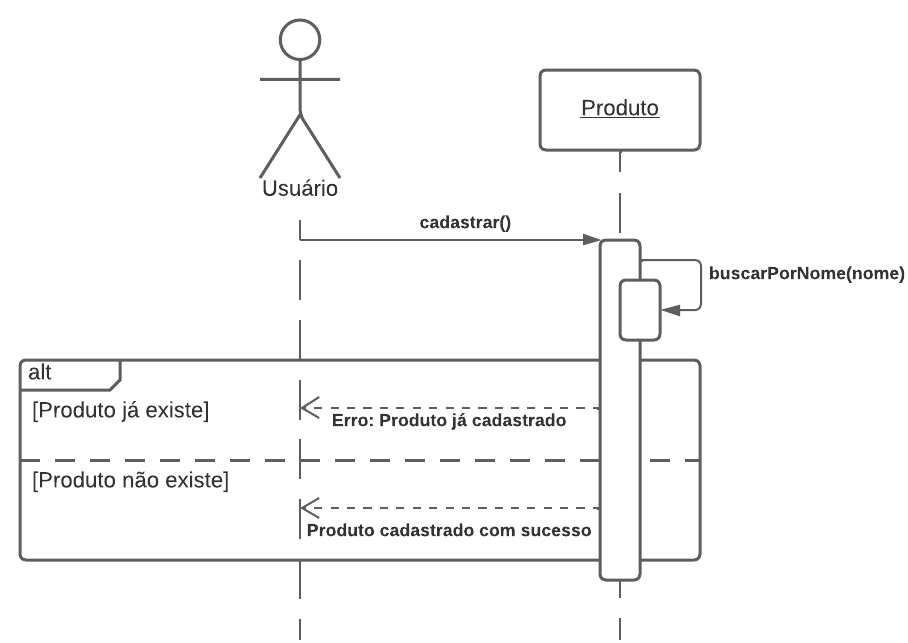 Produto
Usuário
cadastrar()
buscarPorNome(nome)
alt
[Produto já existe]
Erro: Produto já cadastrado
[Produto não existe]
Produto cadastrado com sucesso